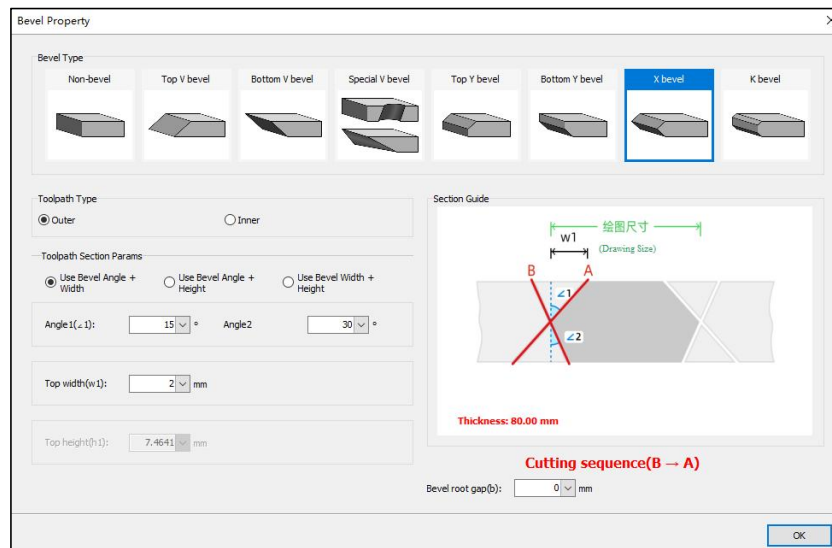 Bevel Property
Bevel Type
Non-bevel Top V bevel Bottom V bevel Special V bevel Top Y bevel Bottom Y bevel X bevel K bevel
Toolpath Type
Outer Inner
Toolpath Section Params
Use Bevel Angle + Width
Use Bevel Angle + Height
Use Bevel Width + Height
Angle1(∠1): 15 ° Angle2 30 °
Top width(w1): 2 mm
Top height(h1): 7.4641 mm
Section Guide
绘图尺寸
w1 (Drawing Size)
B A
∠1
∠2
Thickness: 80.00 mm
Cutting sequence(B → A)
Bevel root gap(b): 0 mm
OK